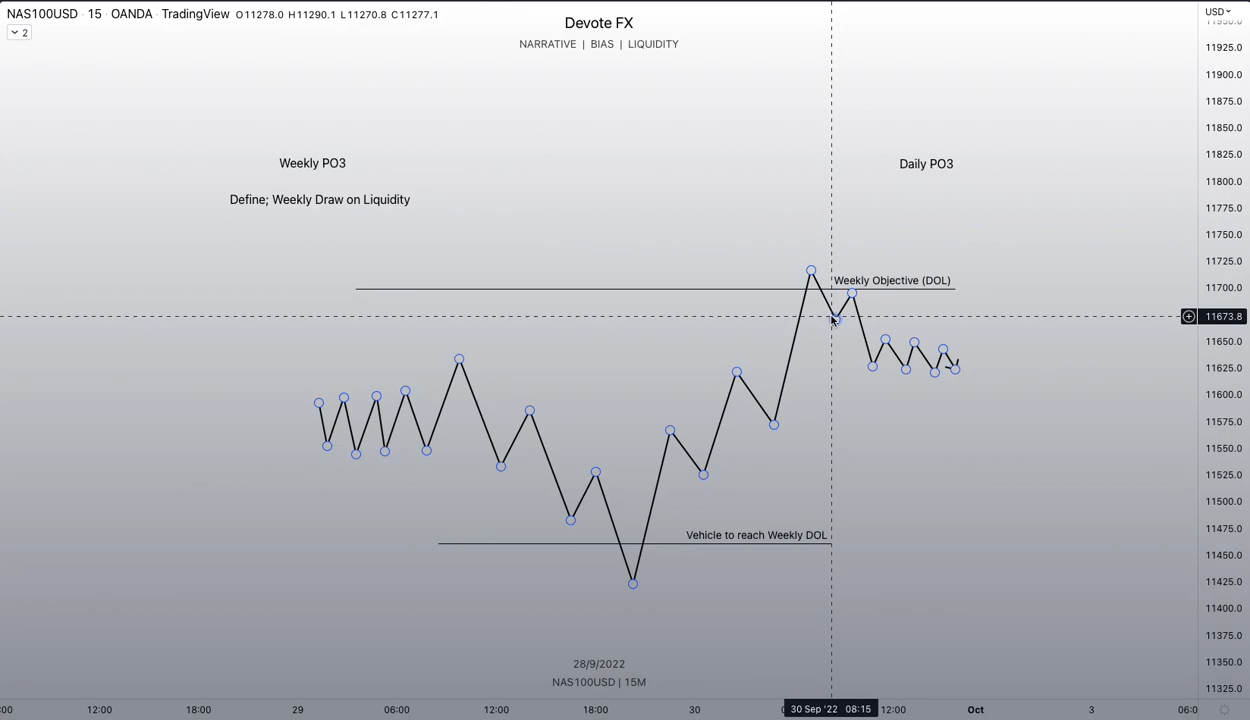 NAS100USD · 15 · OANDA · TradingView O11278.0 H11290.1 L11270.8 C11277.1
2
Devote FX
NARRATIVE | BIAS | LIQUIDITY
USD
11950.0
11925.0
11900.0
11875.0
11850.0
11825.0
11800.0
11775.0
11750.0
11725.0
11700.0
11673.8
11650.0
11625.0
11600.0
11575.0
11550.0
11525.0
11500.0
11475.0
11450.0
11425.0
11400.0
11375.0
11350.0
11325.0
Weekly PO3
Daily PO3
Define; Weekly Draw on Liquidity
Weekly Objective (DOL)
Vehicle to reach Weekly DOL
28/9/2022
NAS100USD | 15M
:00 12:00 18:00 29 06:00 12:00 18:00 30 30 Sep '22 08:15 12:00 Oct 3 06:0